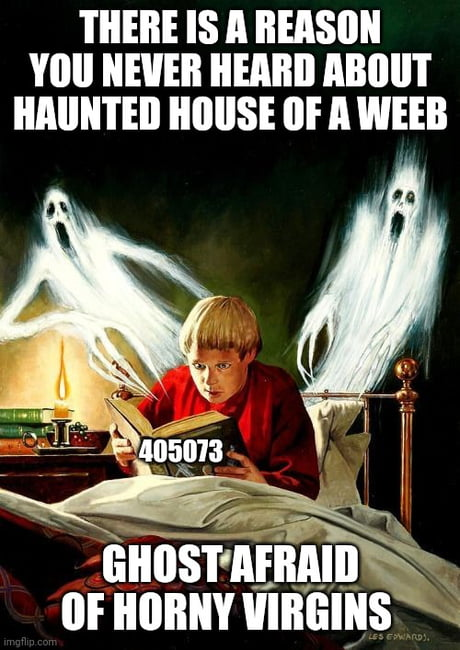 THERE IS A REASON
YOU NEVER HEARD ABOUT
HAUNTED HOUSE OF A WEEB
405073
GHOST AFRAID
OF HORNY VIRGINS
LES EDWARDS.
imgflip.com